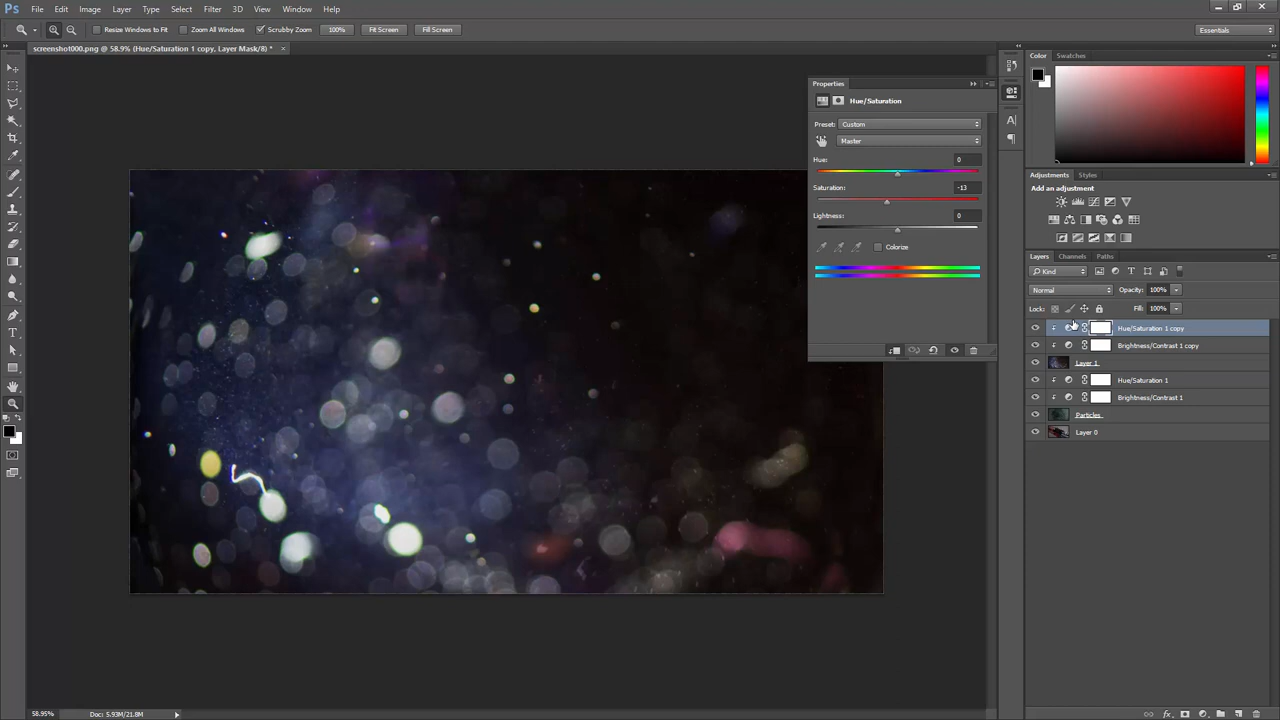 Ps File Edit Image Layer Type Select Filter 3D View Window Help
Resize Windows to Fit Zoom All Windows Scrubby Zoom 100% Fit Screen Fill Screen Essentials
screenshot000.png @ 58.9% (Hue/Saturation 1 copy, Layer Mask/8) *
Properties
Hue/Saturation
Preset: Custom
Master
Hue: 0
Saturation: -13
Lightness: 0
Colorize
Color Swatches
Adjustments Styles
Add an adjustment
Layers Channels Paths
Kind
Normal Opacity: 100%
Lock: Fill: 100%
Hue/Saturation 1 copy
Brightness/Contrast 1 copy
Layer 1
Hue/Saturation 1
Brightness/Contrast 1
Particles
Layer 0
58.95% Doc: 5.93M/21.8M